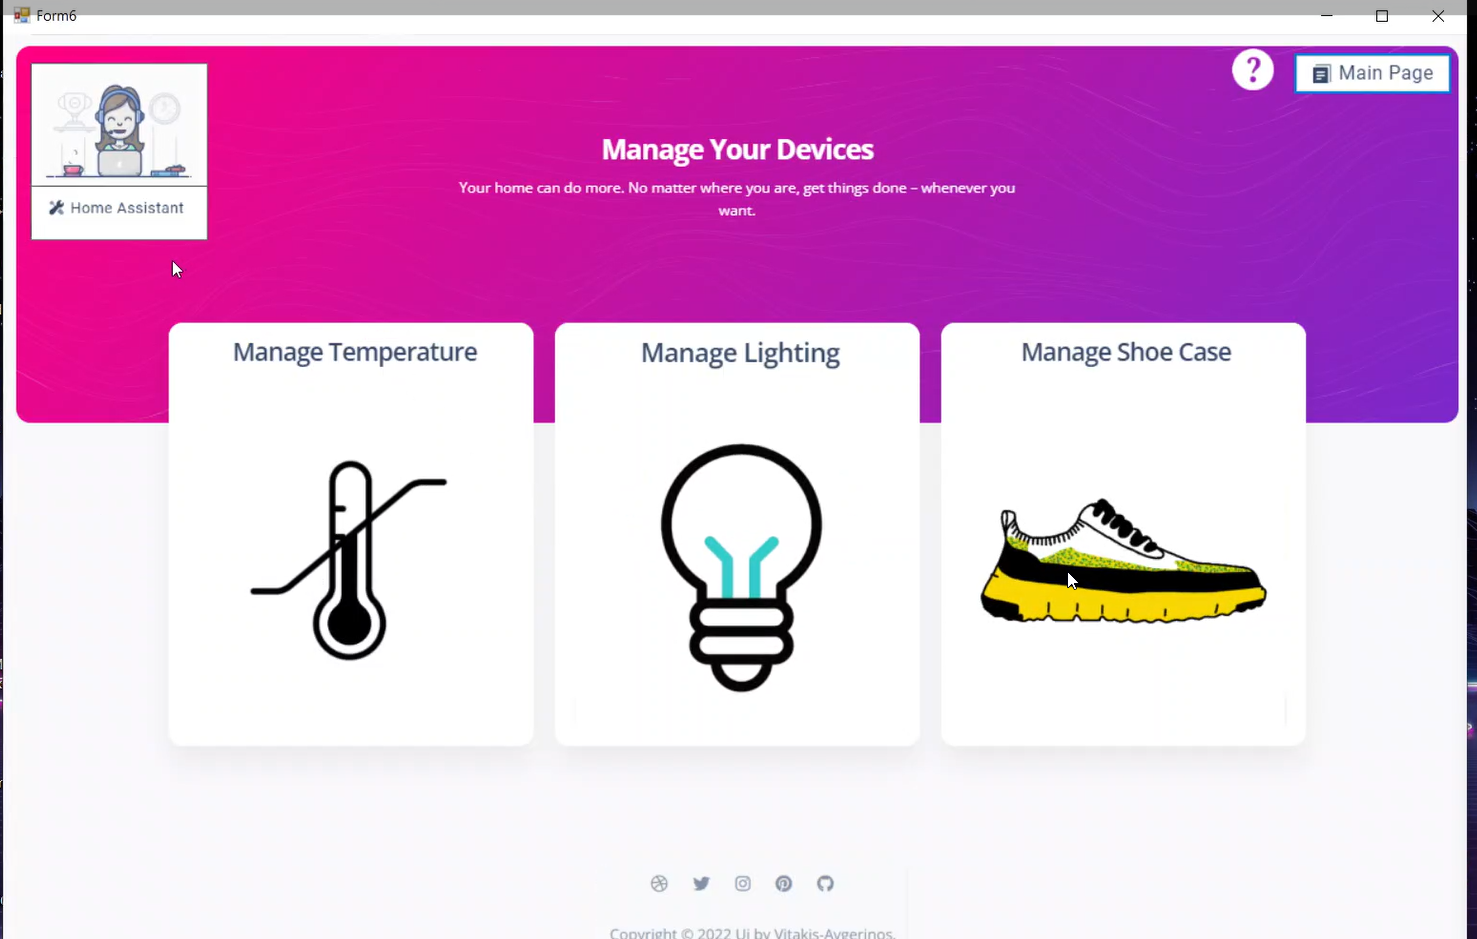 Form6
?
Main Page
Home Assistant
Manage Your Devices
Your home can do more. No matter where you are, get things done – whenever you
want.
Manage Temperature
Manage Lighting
Manage Shoe Case
Copyright © 2022 Ui by Vitakis-Avgerinos.